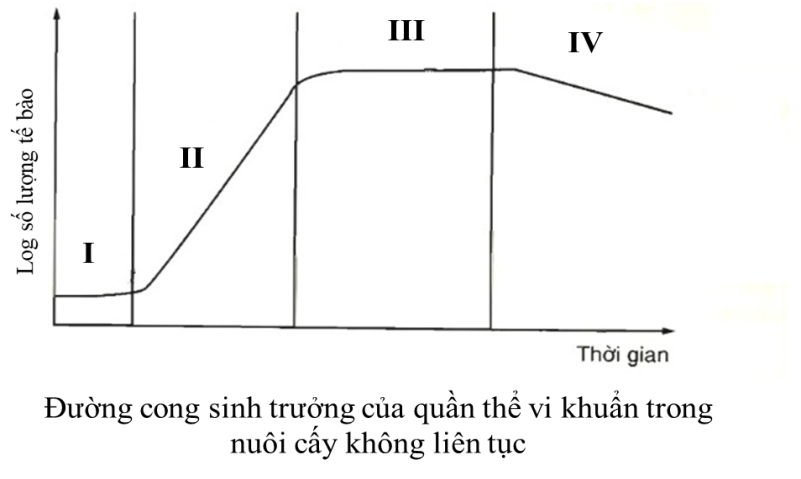 I
II
III
IV
Log số lượng tế bào
Thời gian
Đường cong sinh trưởng của quần thể vi khuẩn trong
nuôi cấy không liên tục